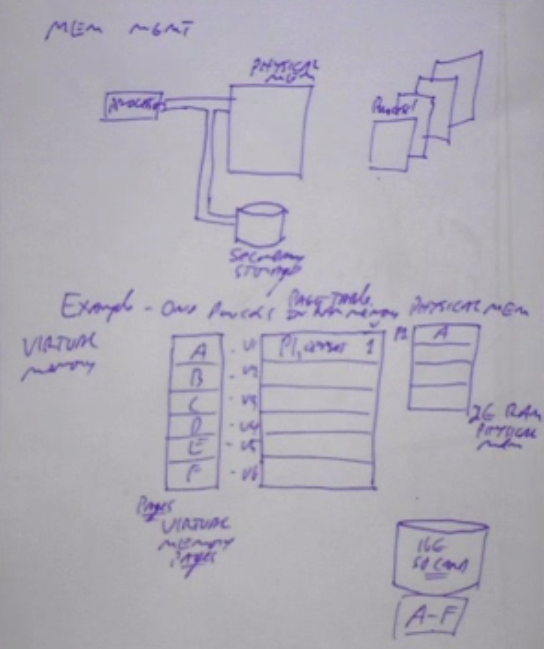 MEM MGMT
PHYSICAL
MEM
PROCESSOR
Process 1
SECONDARY
STORAGE
Example - One Process PAGE TABLE
IN RAM memory
PHYSICAL MEM
VIRTUAL
memory
A
B
C
D
E
F
- V1
- V2
- V3
- V4
- V5
- V6
P1, 1
P1
A
2G RAM
PHYSICAL
mem
Pages
VIRTUAL
MEMORY
Pages
16G
SD CARD
A-F